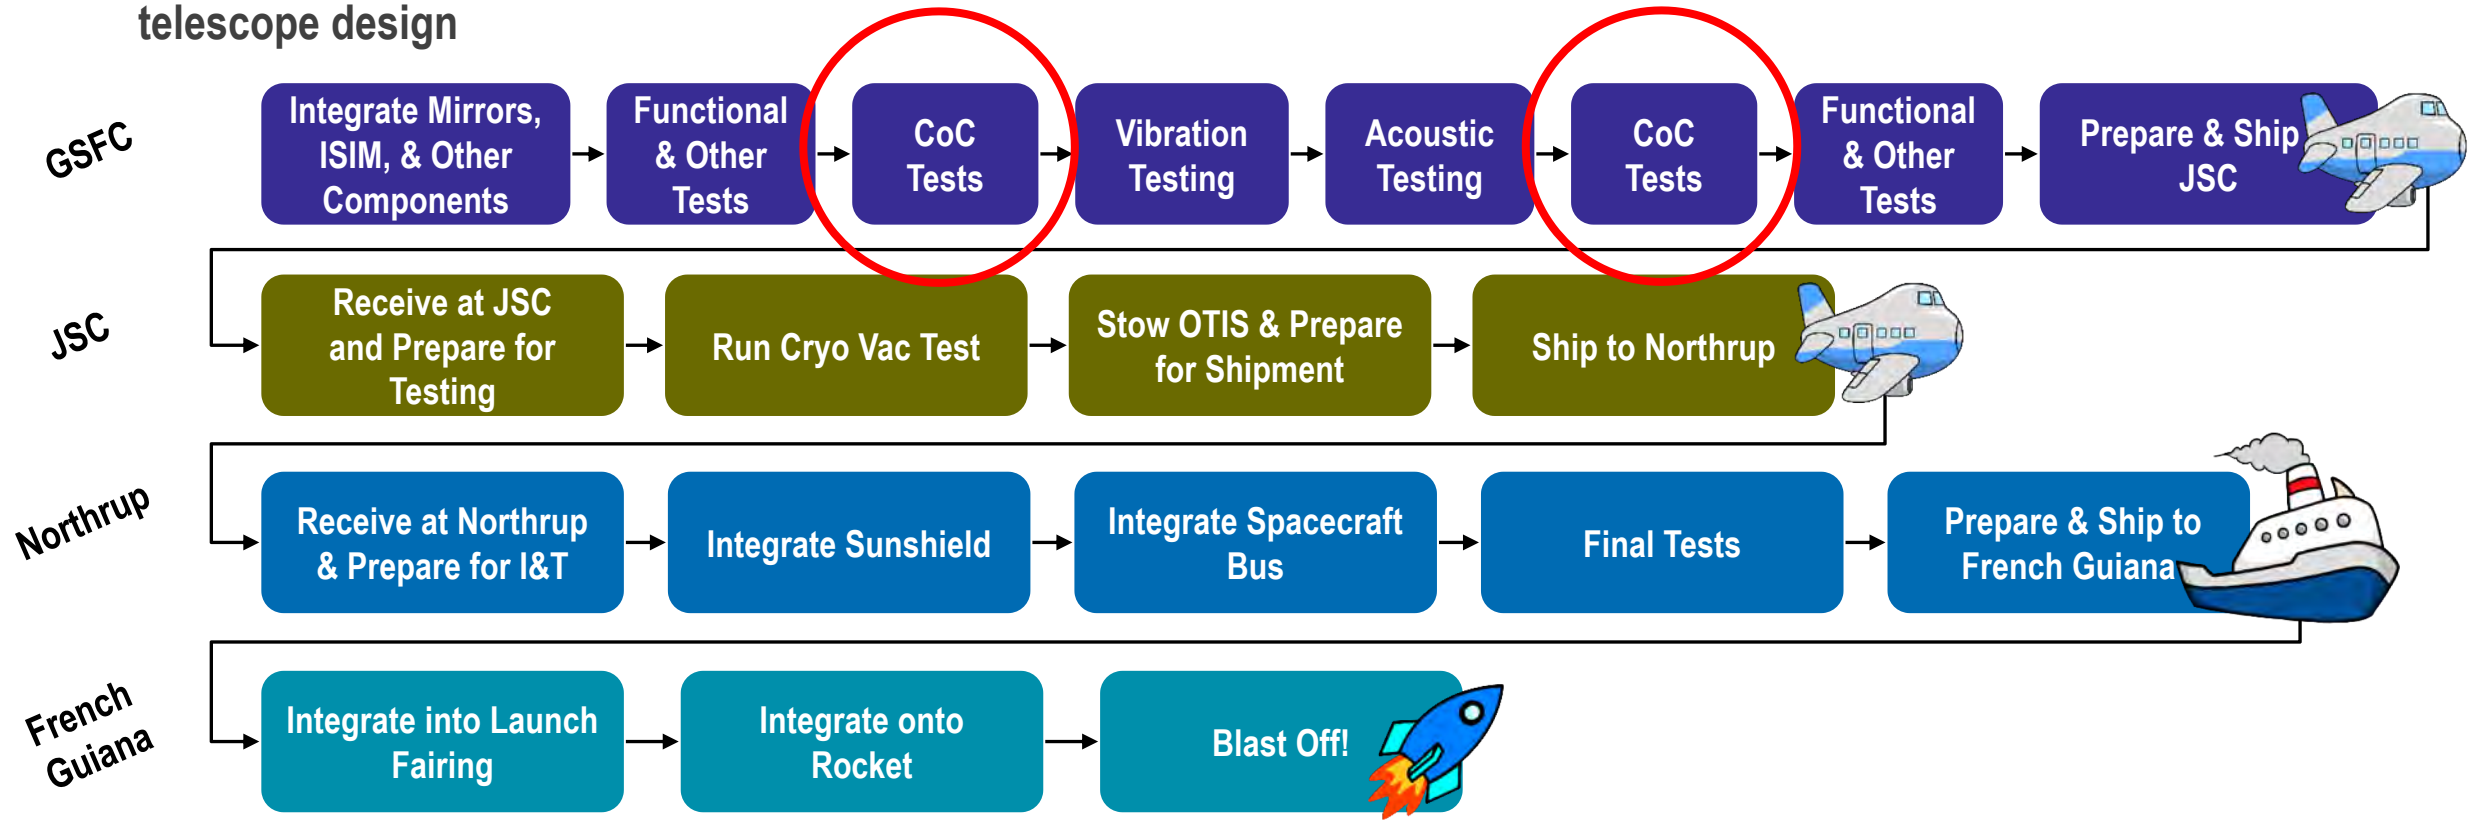 telescope design
GSFC
Integrate Mirrors,
ISIM, & Other
Components
Functional
& Other
Tests
CoC
Tests
Vibration
Testing
Acoustic
Testing
CoC
Tests
Functional
& Other
Tests
Prepare & Ship
JSC
JSC
Receive at JSC
and Prepare for
Testing
Run Cryo Vac Test
Stow OTIS & Prepare
for Shipment
Ship to Northrup
Northrup
Receive at Northrup
& Prepare for I&T
Integrate Sunshield
Integrate Spacecraft
Bus
Final Tests
Prepare & Ship to
French Guiana
French
Guiana
Integrate into Launch
Fairing
Integrate onto
Rocket
Blast Off!